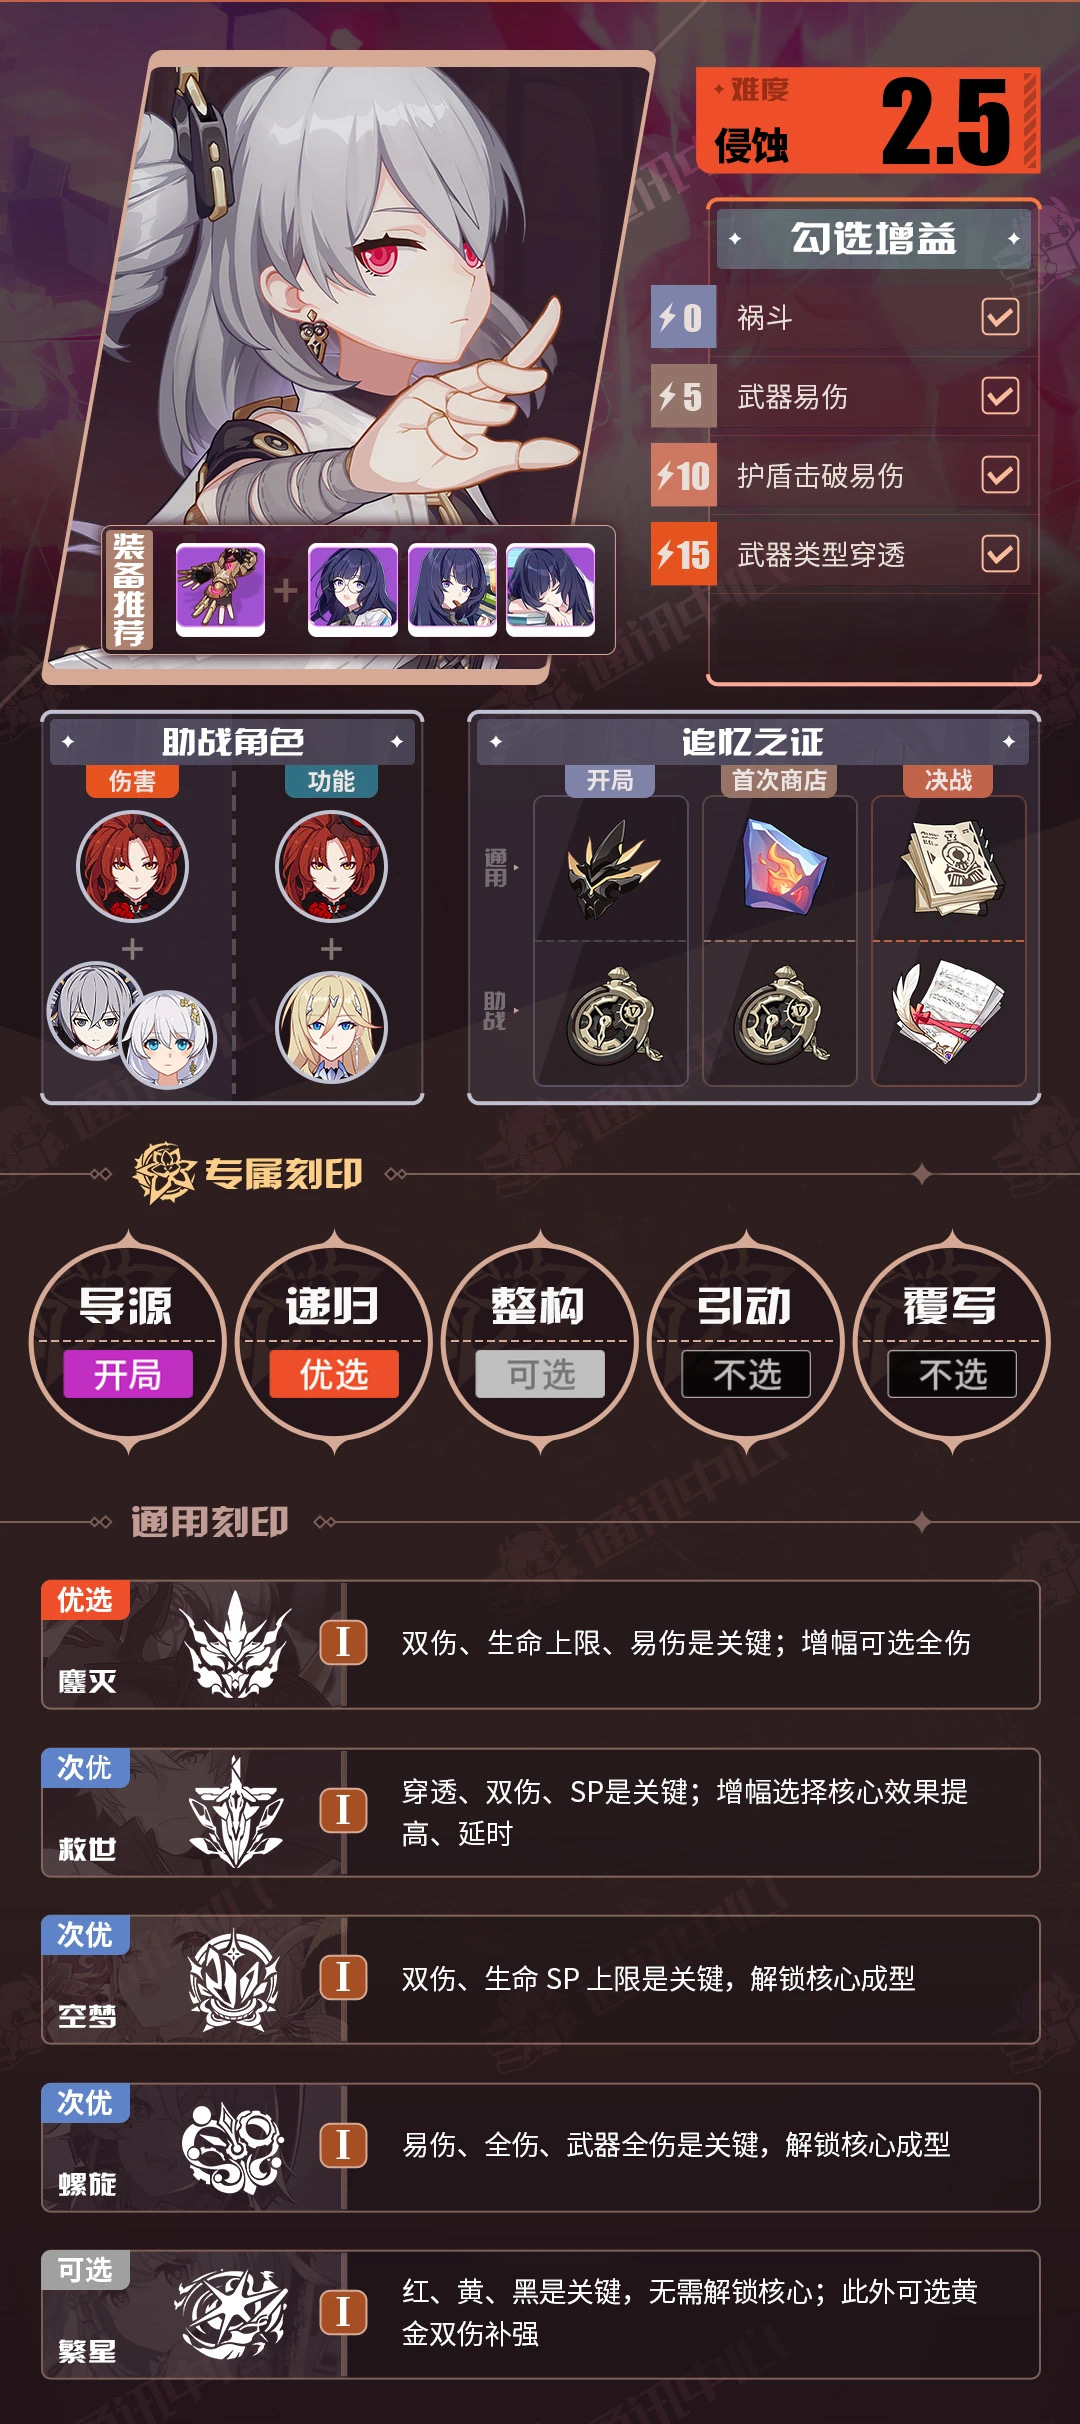 难度
侵蚀
2.5
勾选增益
0 祸斗
5 武器易伤
10 护盾击破易伤
15 武器类型穿透
装备推荐
助战角色
伤害 功能
追忆之证
开局 首次商店 决战
通用
助战
专属刻印
导源 递归 整构 引动 覆写
开局 优选 可选 不选 不选
通用刻印
优选
鏖灭
I
双伤、生命上限、易伤是关键；增幅可选全伤
次优
救世
I
穿透、双伤、SP是关键；增幅选择核心效果提
高、延时
次优
空梦
I
双伤、生命 SP 上限是关键，解锁核心成型
次优
螺旋
I
易伤、全伤、武器全伤是关键，解锁核心成型
可选
繁星
I
红、黄、黑是关键，无需解锁核心；此外可选黄
金双伤补强
通讯中心